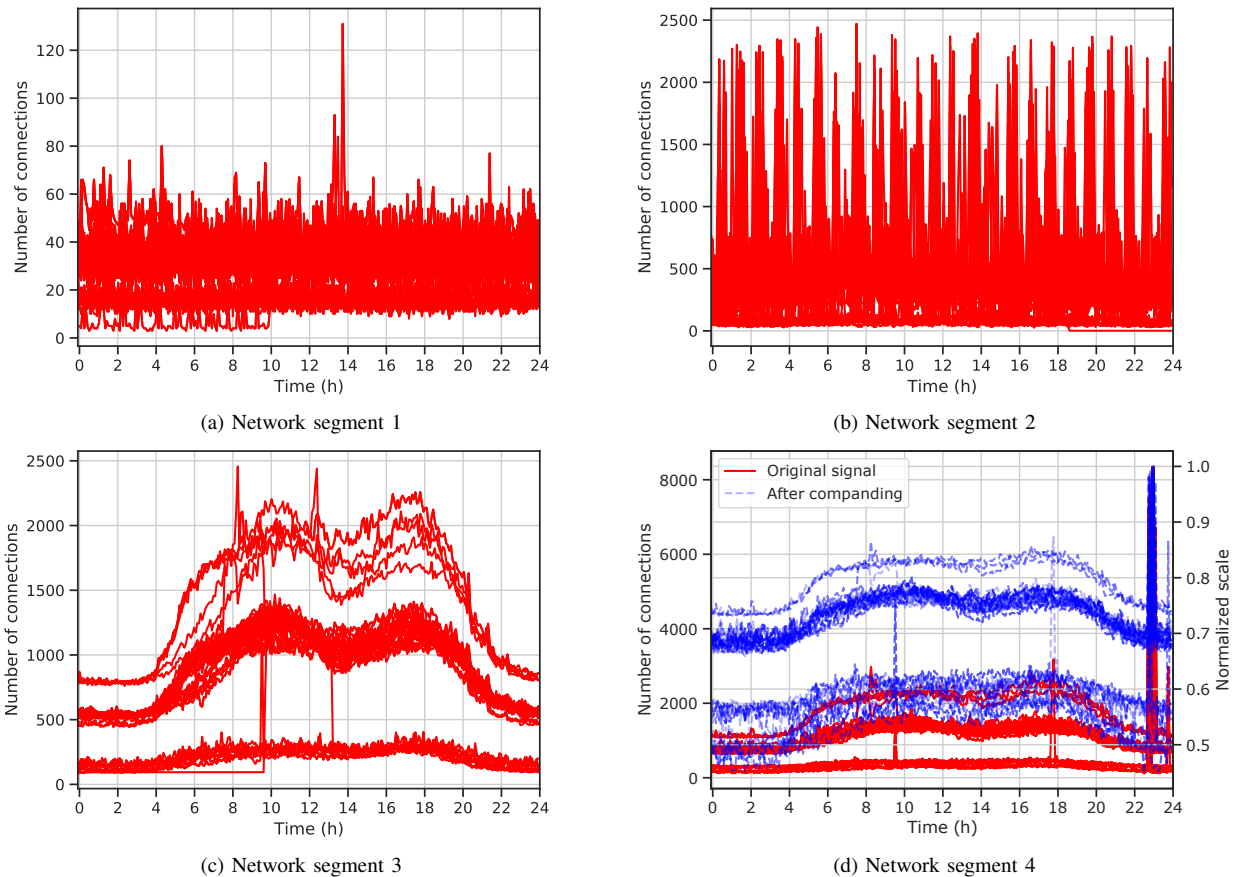 120
100
80
60
40
20
0
Number of connections
0 2 4 6 8 10 12 14 16 18 20 22 24
Time (h)
(a) Network segment 1
2500
2000
1500
1000
500
0
Number of connections
0 2 4 6 8 10 12 14 16 18 20 22 24
Time (h)
(b) Network segment 2
2500
2000
1500
1000
500
0
Number of connections
0 2 4 6 8 10 12 14 16 18 20 22 24
Time (h)
(c) Network segment 3
Original signal
After companding
8000
6000
4000
2000
0
Number of connections
1.0
0.9
0.8
0.7
0.6
0.5
Normalized scale
0 2 4 6 8 10 12 14 16 18 20 22 24
Time (h)
(d) Network segment 4